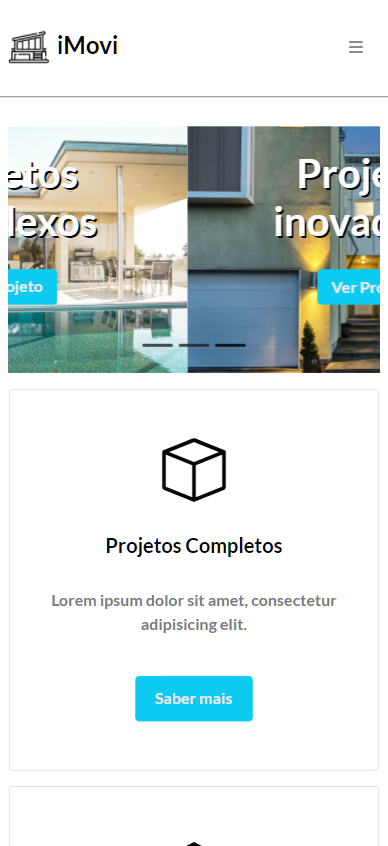 iMovi
etos
lexos
ojeto
Proje
inovad
Ver Pro
Projetos Completos
Lorem ipsum dolor sit amet, consectetur
adipisicing elit.
Saber mais